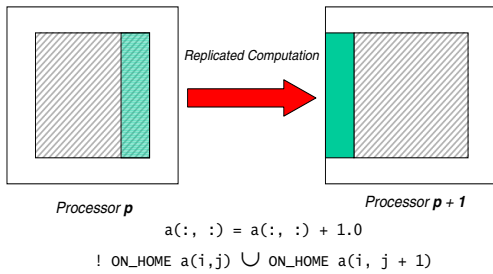 Replicated Computation
Processor p
Processor p + 1
a(:, :) = a(:, :) + 1.0
! ON_HOME a(i,j) ∪ ON_HOME a(i, j + 1)